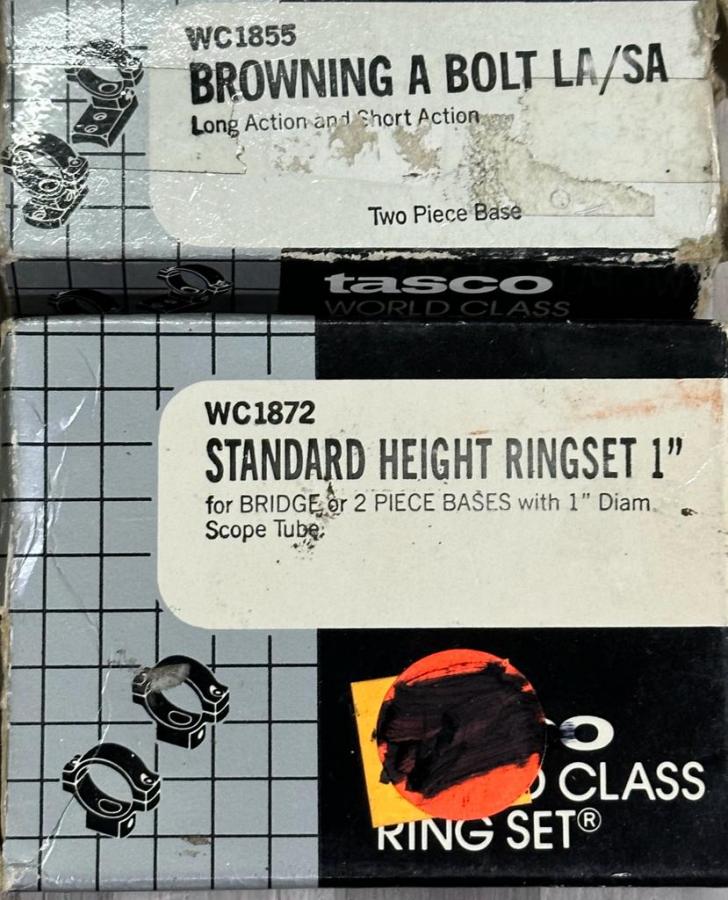 WC1855
BROWNING A BOLT LA/SA
Long Action and Short Action
Two Piece Base
tasco
WORLD CLASS
WC1872
STANDARD HEIGHT RINGSET 1"
for BRIDGE or 2 PIECE BASES with 1" Diam.
Scope Tube.
CLASS
RING SET®